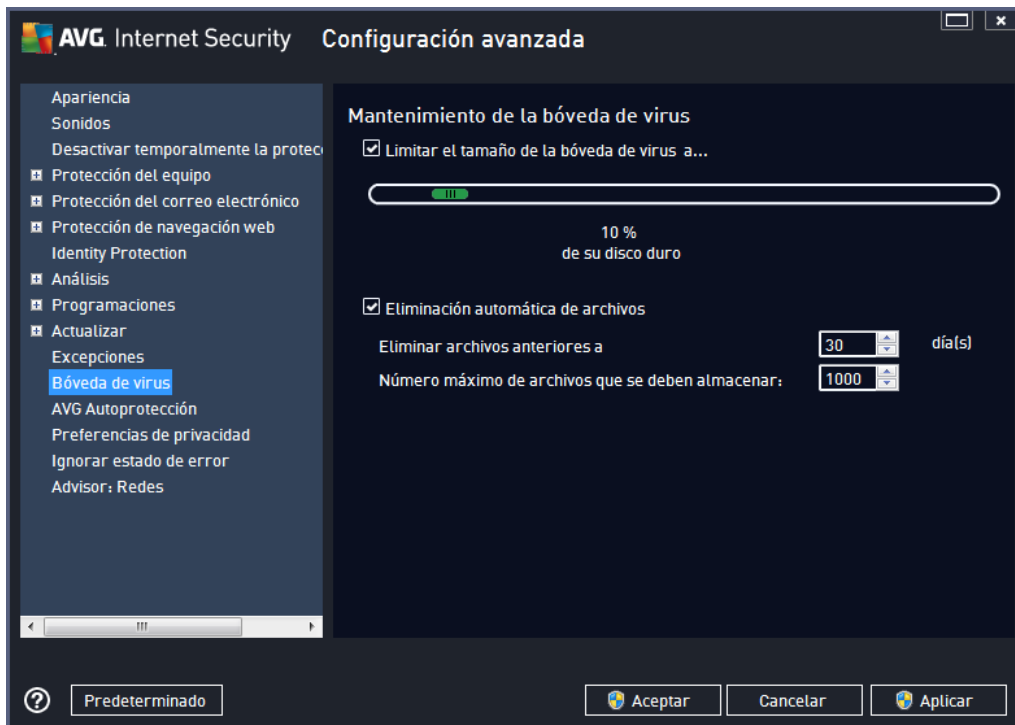 AVG. Internet Security Configuración avanzada
Apariencia
Sonidos
Desactivar temporalmente la protec
Protección del equipo
Protección del correo electrónico
Protección de navegación web
Identity Protection
Análisis
Programaciones
Actualizar
Excepciones
Bóveda de virus
AVG Autoprotección
Preferencias de privacidad
Ignorar estado de error
Advisor: Redes
Mantenimiento de la bóveda de virus
Limitar el tamaño de la bóveda de virus a...
10 %
de su disco duro
Eliminación automática de archivos
Eliminar archivos anteriores a 30 día(s)
Número máximo de archivos que se deben almacenar: 1000
Predeterminado
Aceptar
Cancelar
Aplicar